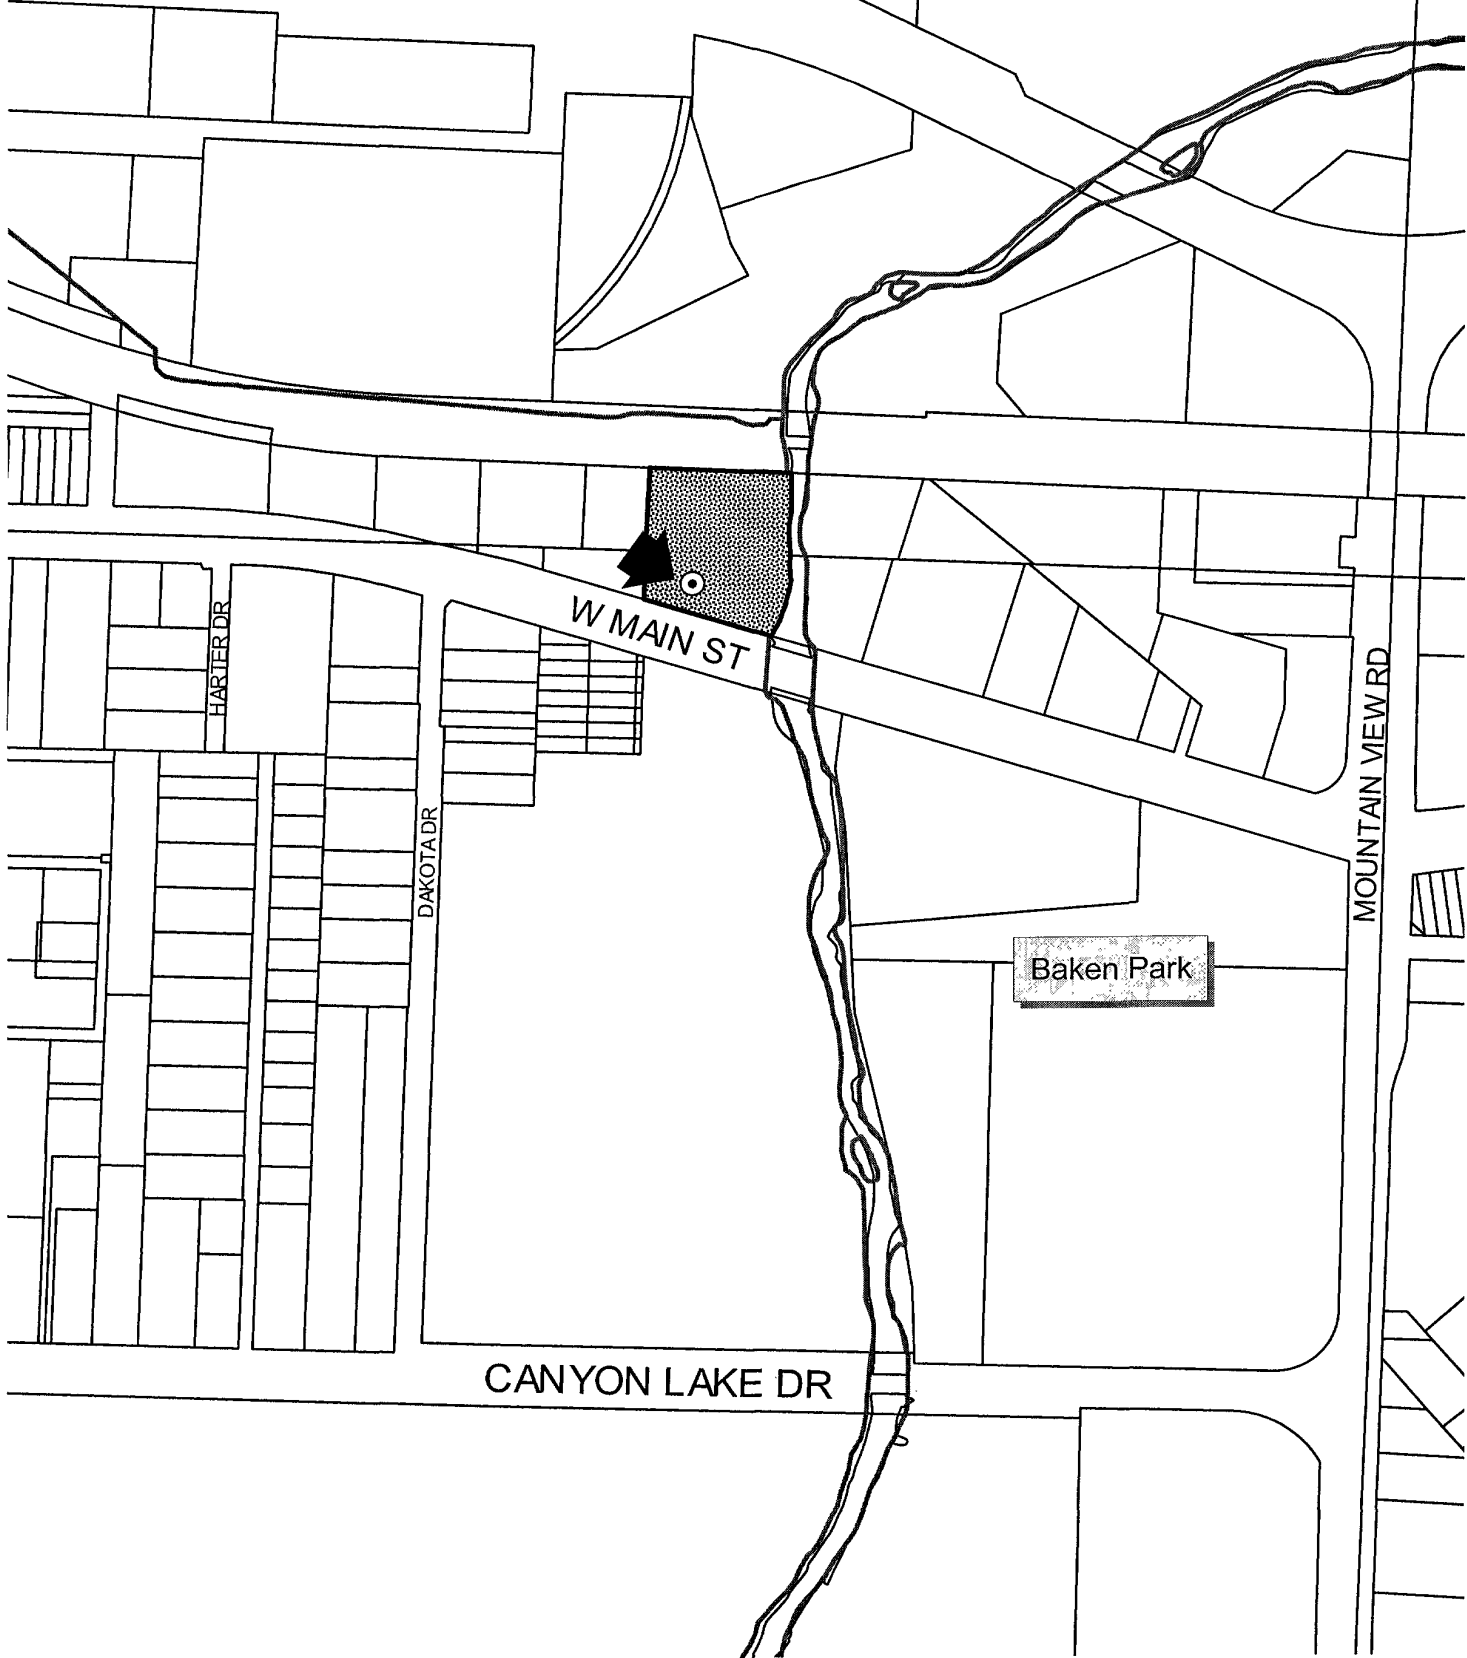 HARTER DR
W MAIN ST
MOUNTAIN VIEW RD
DAKOTA DR
Baken Park
CANYON LAKE DR